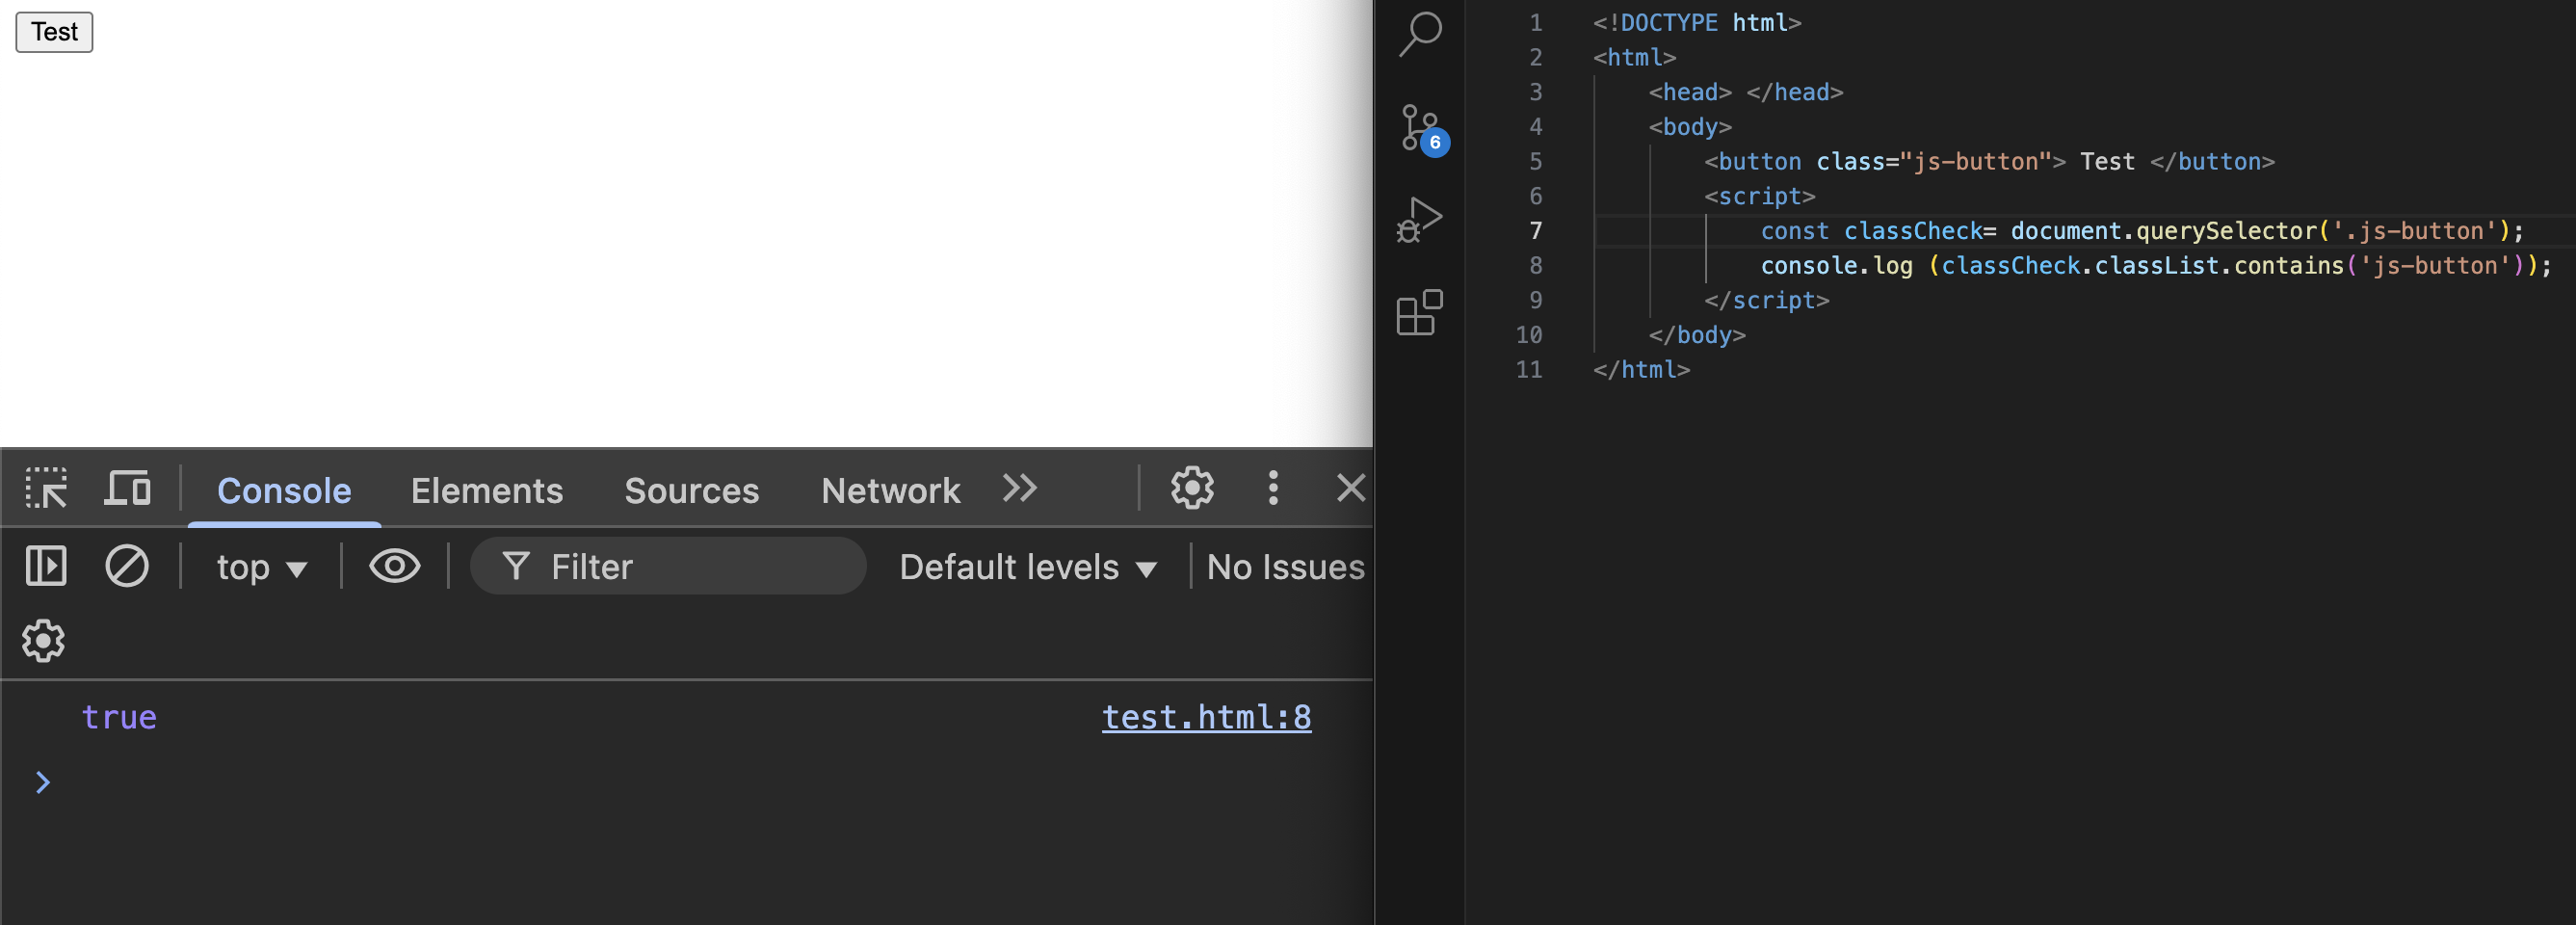 Test
Console Elements Sources Network
top Filter Default levels No Issues
true test.html:8
6
1 <!DOCTYPE html>
2 <html>
3 <head> </head>
4 <body>
5 <button class="js-button"> Test </button>
6 <script>
7 const classCheck= document.querySelector('.js-button');
8 console.log (classCheck.classList.contains('js-button'));
9 </script>
10 </body>
11 </html>